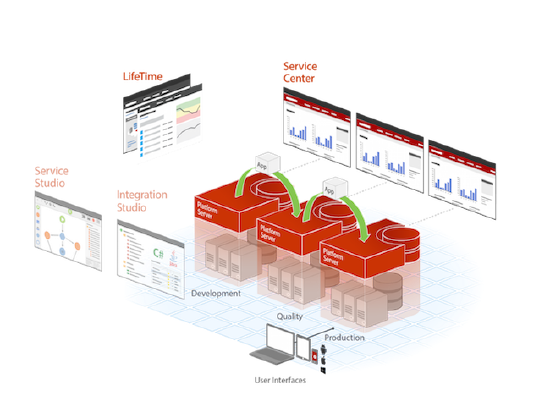 LifeTime
Service
Center
Service
Studio
Integration
Studio
App
App
Platform
Server
Platform
Server
Platform
Server
C#
Development
Quality
Production
User Interfaces